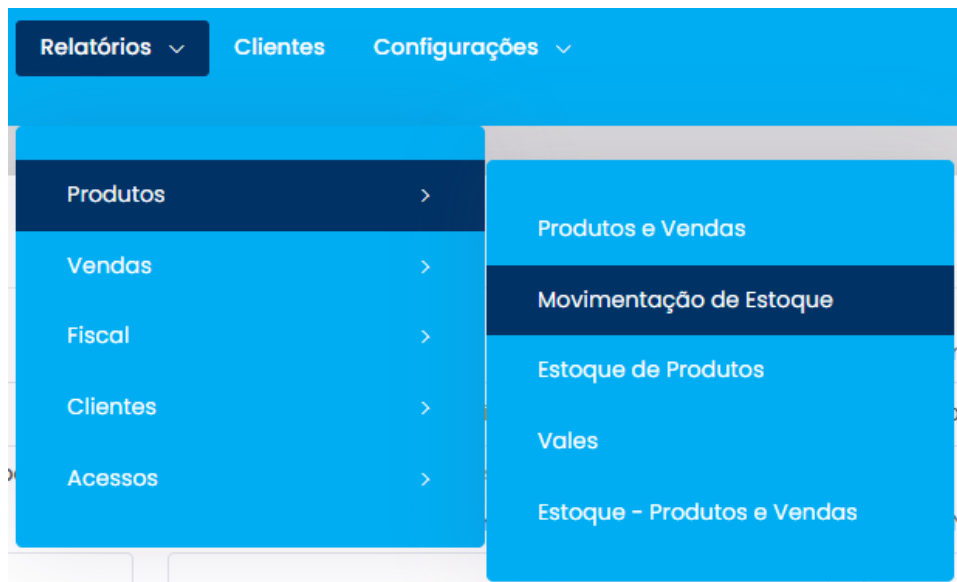 Relatórios
Clientes
Configurações
Produtos
Vendas
Fiscal
Clientes
Acessos
Produtos e Vendas
Movimentação de Estoque
Estoque de Produtos
Vales
Estoque - Produtos e Vendas